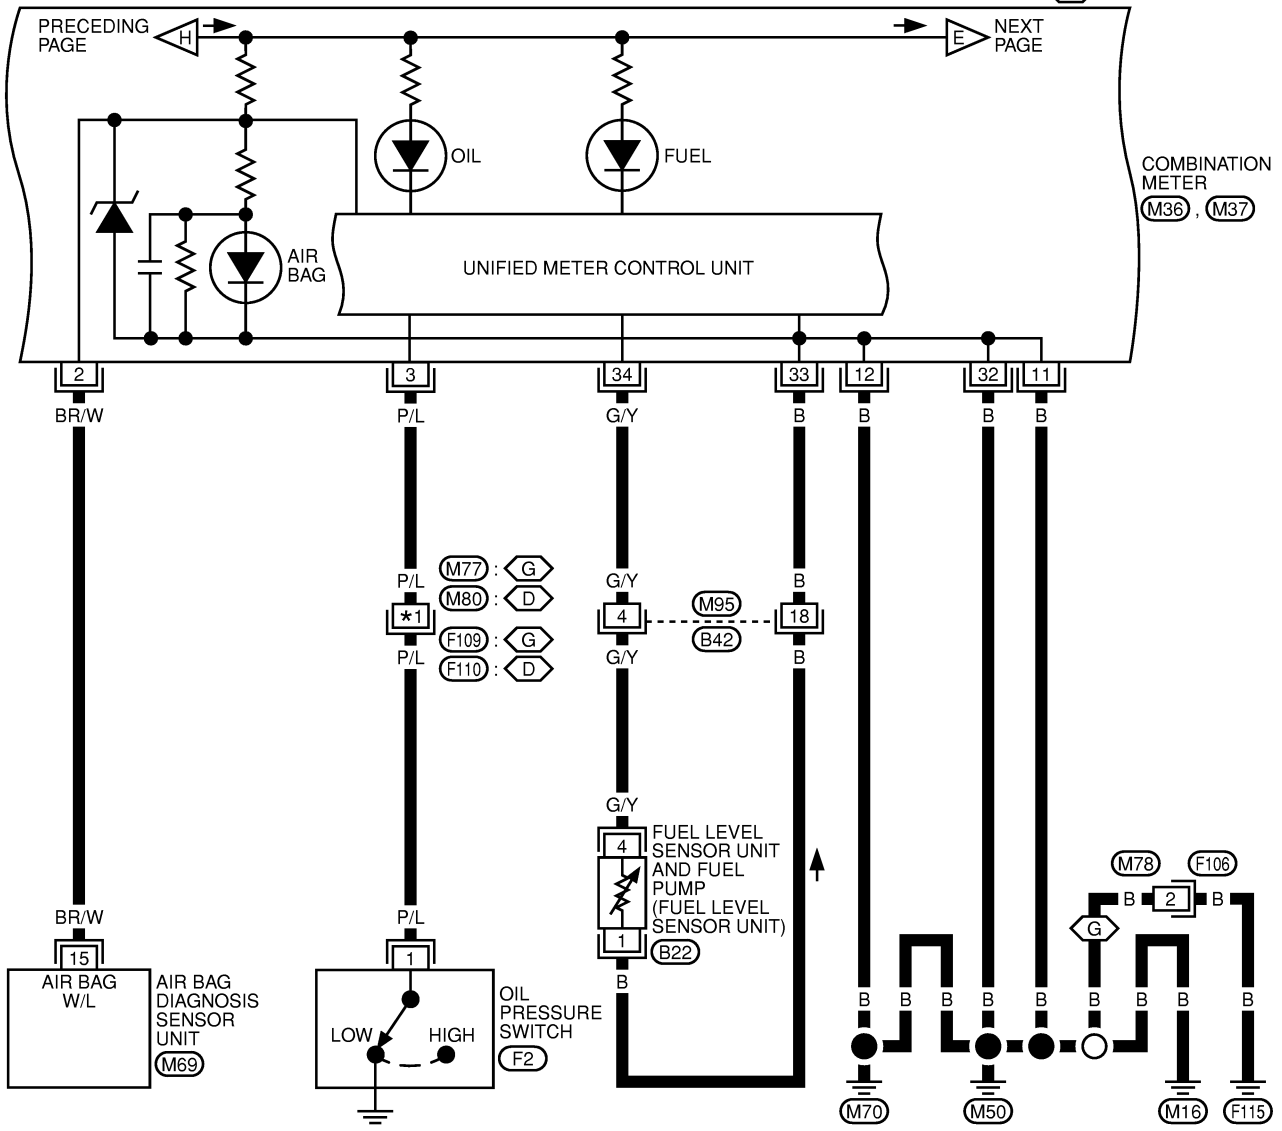 PRECEDING
PAGE
H
E
NEXT
PAGE
OIL
FUEL
COMBINATION
METER
M36 , M37
AIR
BAG
UNIFIED METER CONTROL UNIT
2 3 34 33 12 32 11
BR/W P/L G/Y B B B B
M77 : G
P/L G/Y B
M80 : D
*1 4 M95 18
F109 : G
B42
P/L G/Y B
F110 : D
G/Y
4
FUEL LEVEL
SENSOR UNIT
AND FUEL
PUMP
(FUEL LEVEL
SENSOR UNIT)
1
B22
B
M78 F106
B 2 B
G
BR/W P/L
15 1
AIR BAG
W/L
AIR BAG
DIAGNOSIS
SENSOR
UNIT
M69
LOW HIGH
OIL
PRESSURE
SWITCH
F2
B B B B B B B B B
M70 M50 M16 F115